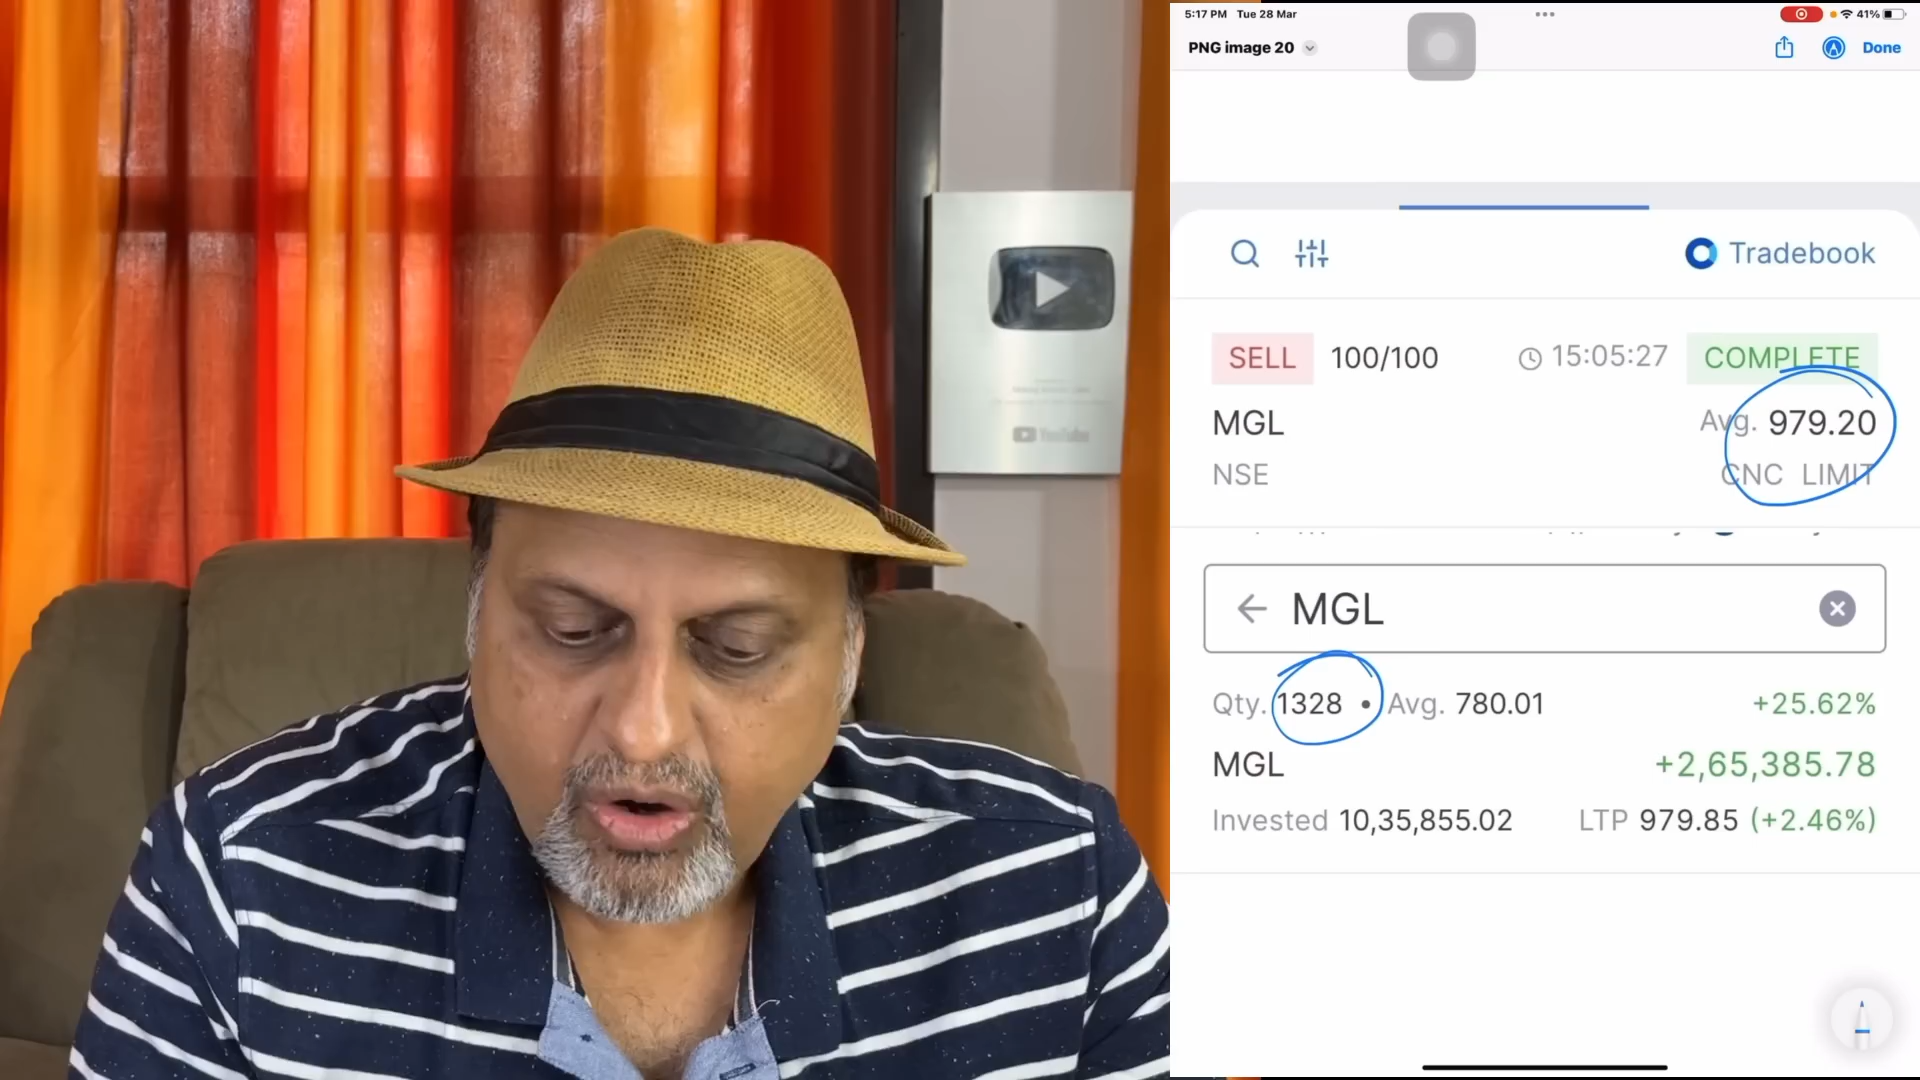 5:17 PM Tue 28 Mar
41%
PNG image 20
Done
Tradebook
SELL 100/100 15:05:27 COMPLETE
MGL Avg. 979.20
NSE CNC LIMIT
MGL
Qty. 1328 • Avg. 780.01 +25.62%
MGL +2,65,385.78
Invested 10,35,855.02 LTP 979.85 (+2.46%)
YouTube